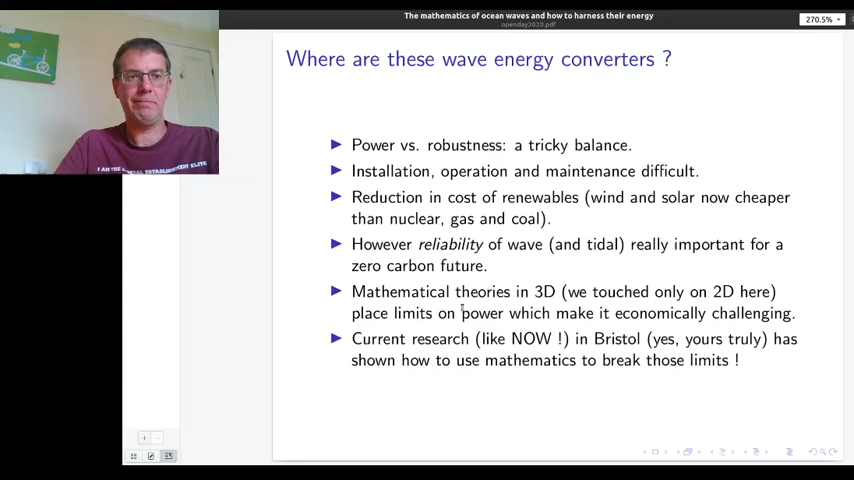 The mathematics of ocean waves and how to harness their energy
openday2020.pdf
270.5%
Where are these wave energy converters ?
Power vs. robustness: a tricky balance.
Installation, operation and maintenance difficult.
Reduction in cost of renewables (wind and solar now cheaper
than nuclear, gas and coal).
However reliability of wave (and tidal) really important for a
zero carbon future.
Mathematical theories in 3D (we touched only on 2D here)
place limits on power which make it economically challenging.
Current research (like NOW !) in Bristol (yes, yours truly) has
shown how to use mathematics to break those limits !
I AM THE LIBERAL ESTABLISHMENT ELITE